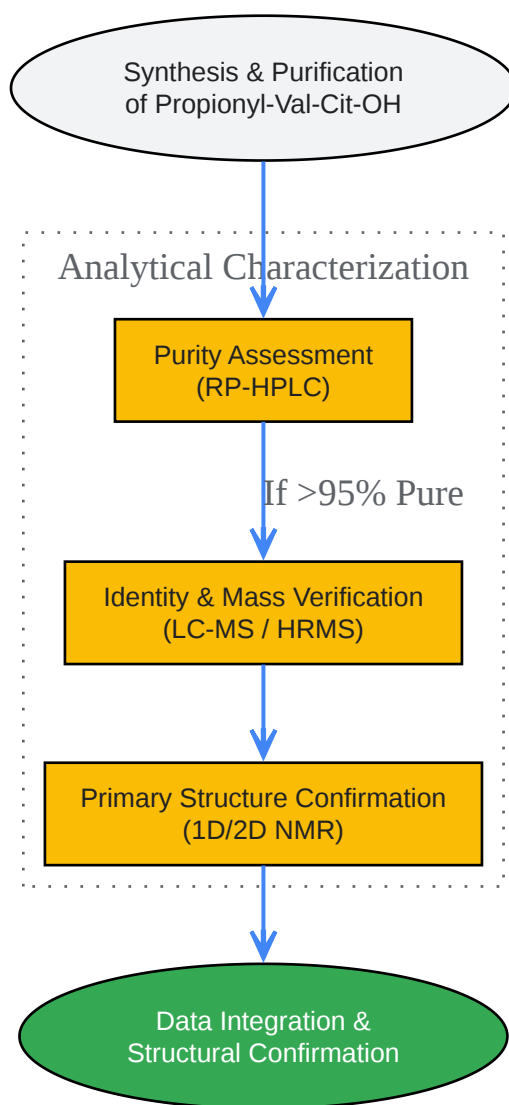 Synthesis & Purification
of Propionyl-Val-Cit-OH
Analytical Characterization
Purity Assessment
(RP-HPLC)
If >95% Pure
Identity & Mass Verification
(LC-MS / HRMS)
Primary Structure Confirmation
(1D/2D NMR)
Data Integration &
Structural Confirmation